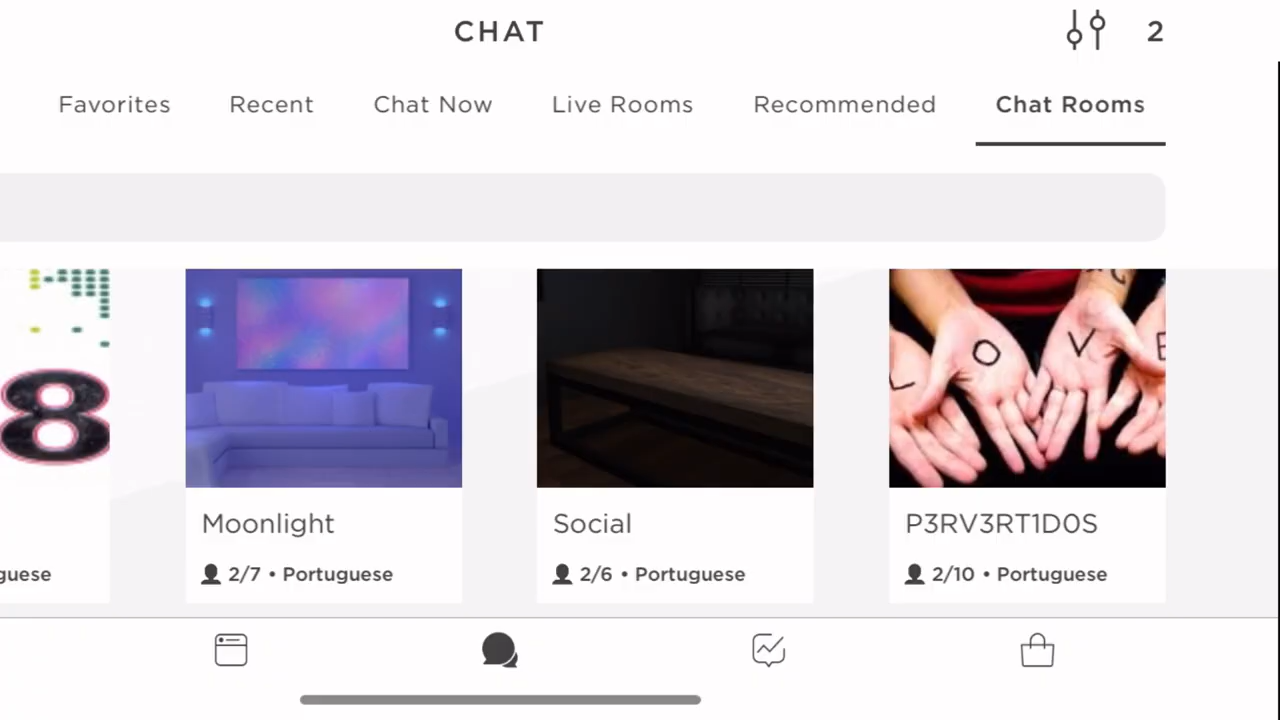 CHAT
2
Favorites
Recent
Chat Now
Live Rooms
Recommended
Chat Rooms
8
L O V E
guese
Moonlight
2/7 • Portuguese
Social
2/6 • Portuguese
P3RV3RT1D0S
2/10 • Portuguese